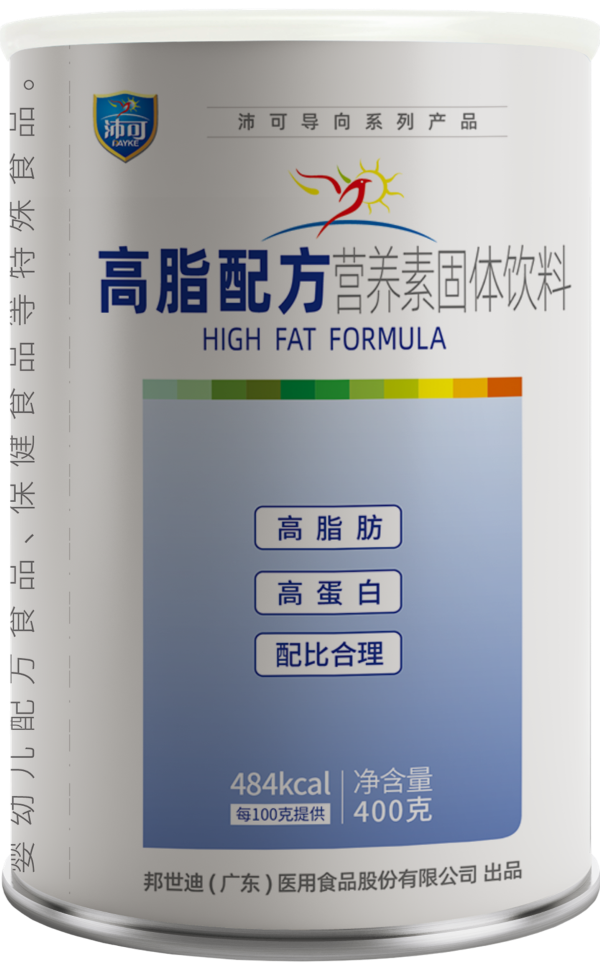 沛可
PAYKE
沛可导向系列产品
高脂配方营养素固体饮料
HIGH FAT FORMULA
高脂肪
高蛋白
配比合理
484kcal
每100克提供
净含量
400克
邦世迪(广东)医用食品股份有限公司 出品
婴幼儿配方食品、保健食品等特殊食品。